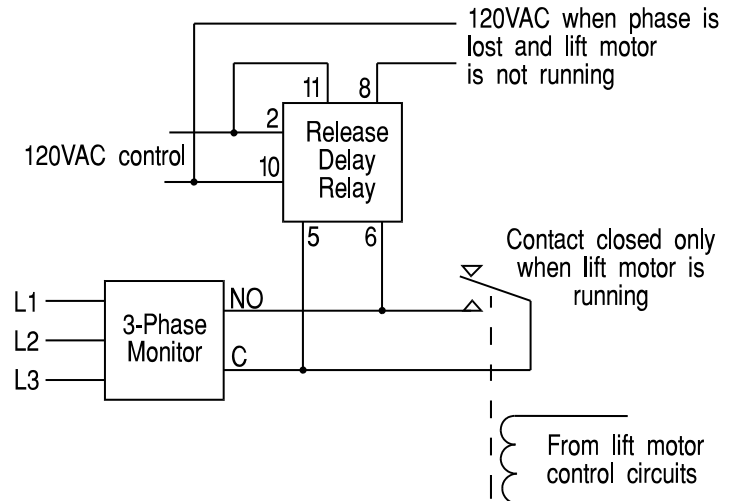 120VAC when phase is
lost and lift motor
is not running
11
8
2
Release
Delay
Relay
120VAC control
10
5
6
Contact closed only
when lift motor is
running
L1
NO
3-Phase
Monitor
L2
C
L3
From lift motor
control circuits